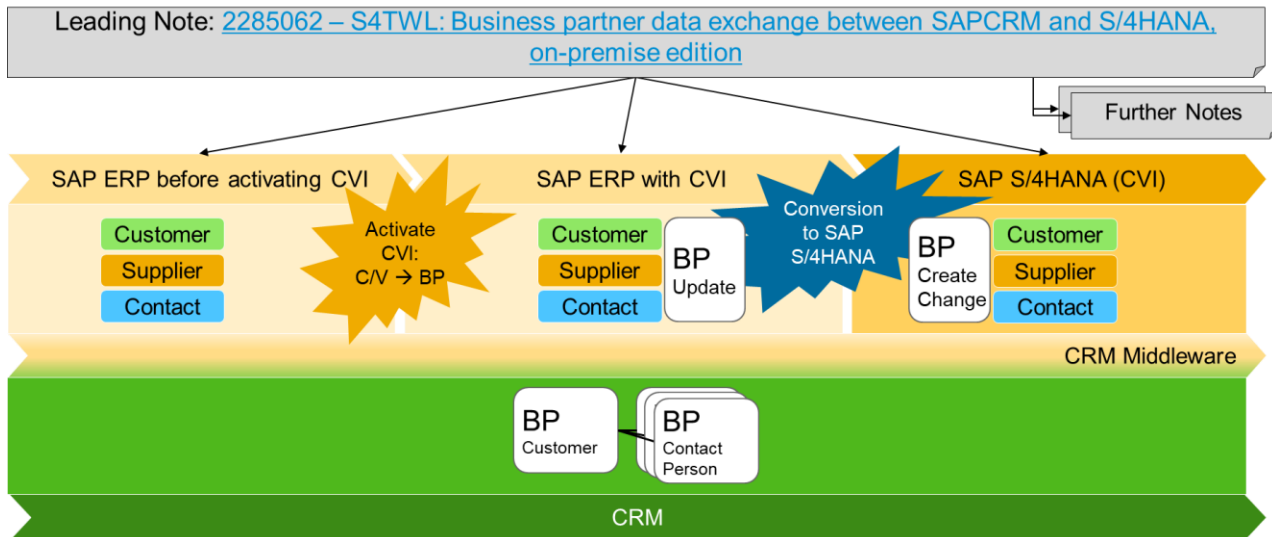 Leading Note: 2285062 – S4TWL: Business partner data exchange between SAPCRM and S/4HANA,
on-premise edition
Further Notes
SAP ERP before activating CVI
SAP ERP with CVI
SAP S/4HANA (CVI)
Customer
Supplier
Contact
Activate
CVI:
C/V → BP
Customer
Supplier
Contact
BP
Update
Conversion
to SAP
S/4HANA
BP
Create
Change
Customer
Supplier
Contact
CRM Middleware
BP
Customer
BP
Contact
Person
CRM